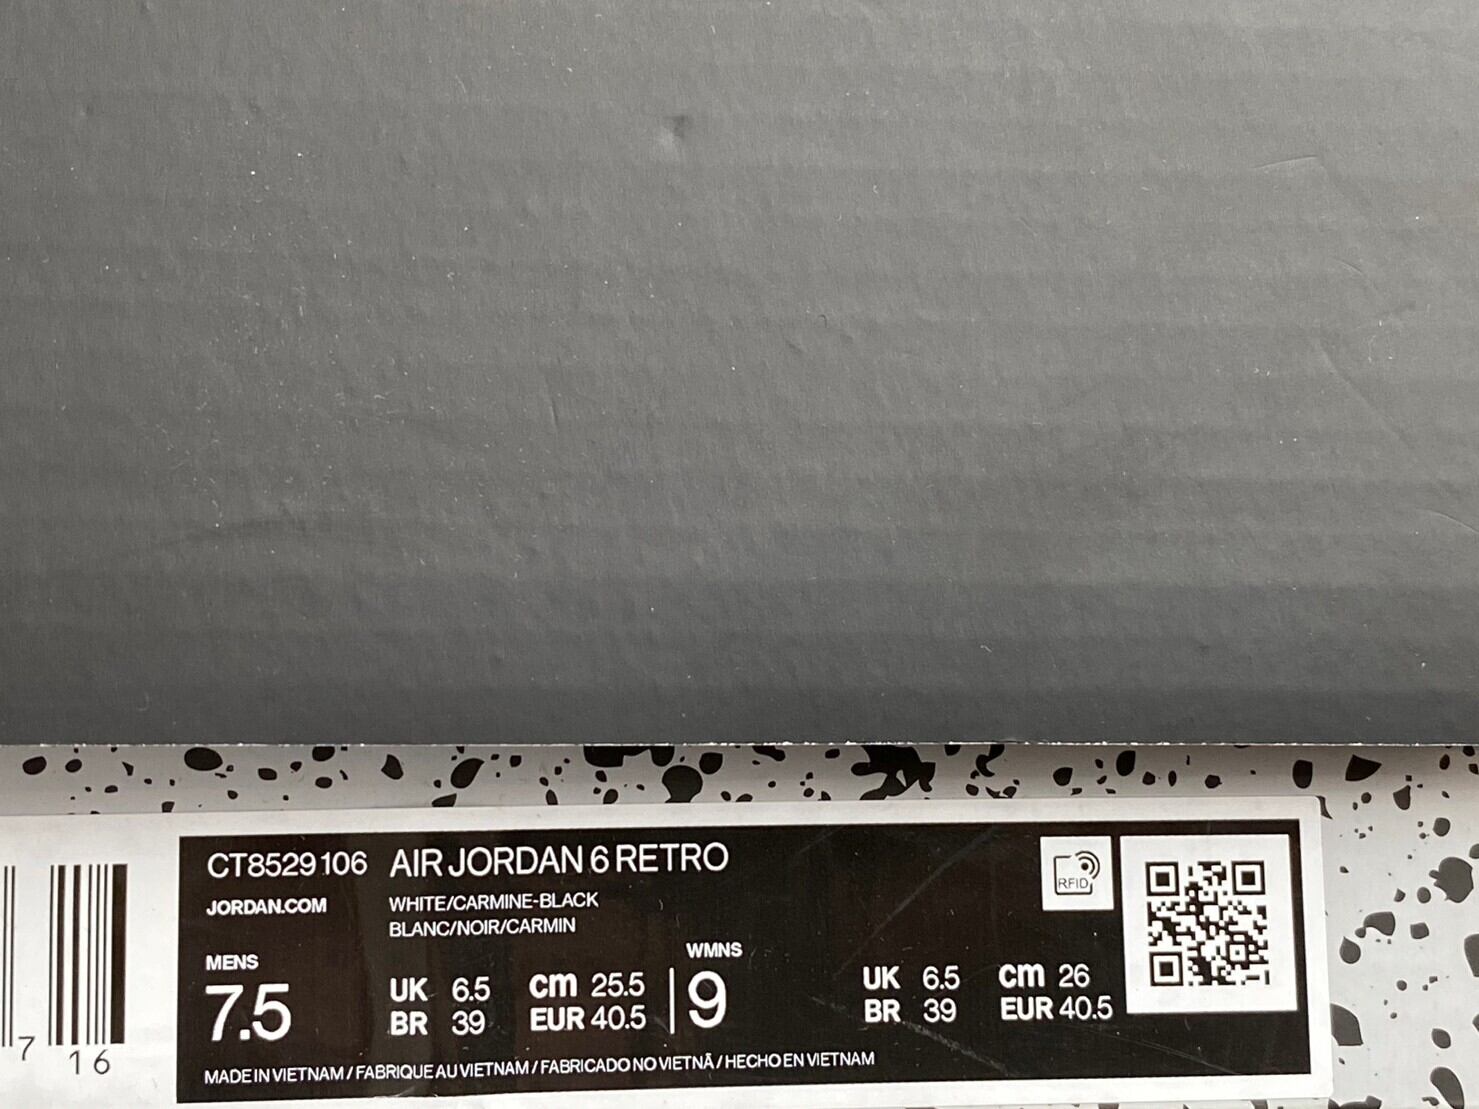 CT8529 106 AIR JORDAN 6 RETRO
JORDAN.COM
WHITE/CARMINE-BLACK
BLANC/NOIR/CARMIN
RFID
MENS
7.5
UK 6.5 cm 25.5
BR 39 EUR 40.5
WMNS
9
UK 6.5 cm 26
BR 39 EUR 40.5
MADE IN VIETNAM / FABRIQUE AU VIETNAM / FABRICADO NO VIETNÃ / HECHO EN VIETNAM
7 16